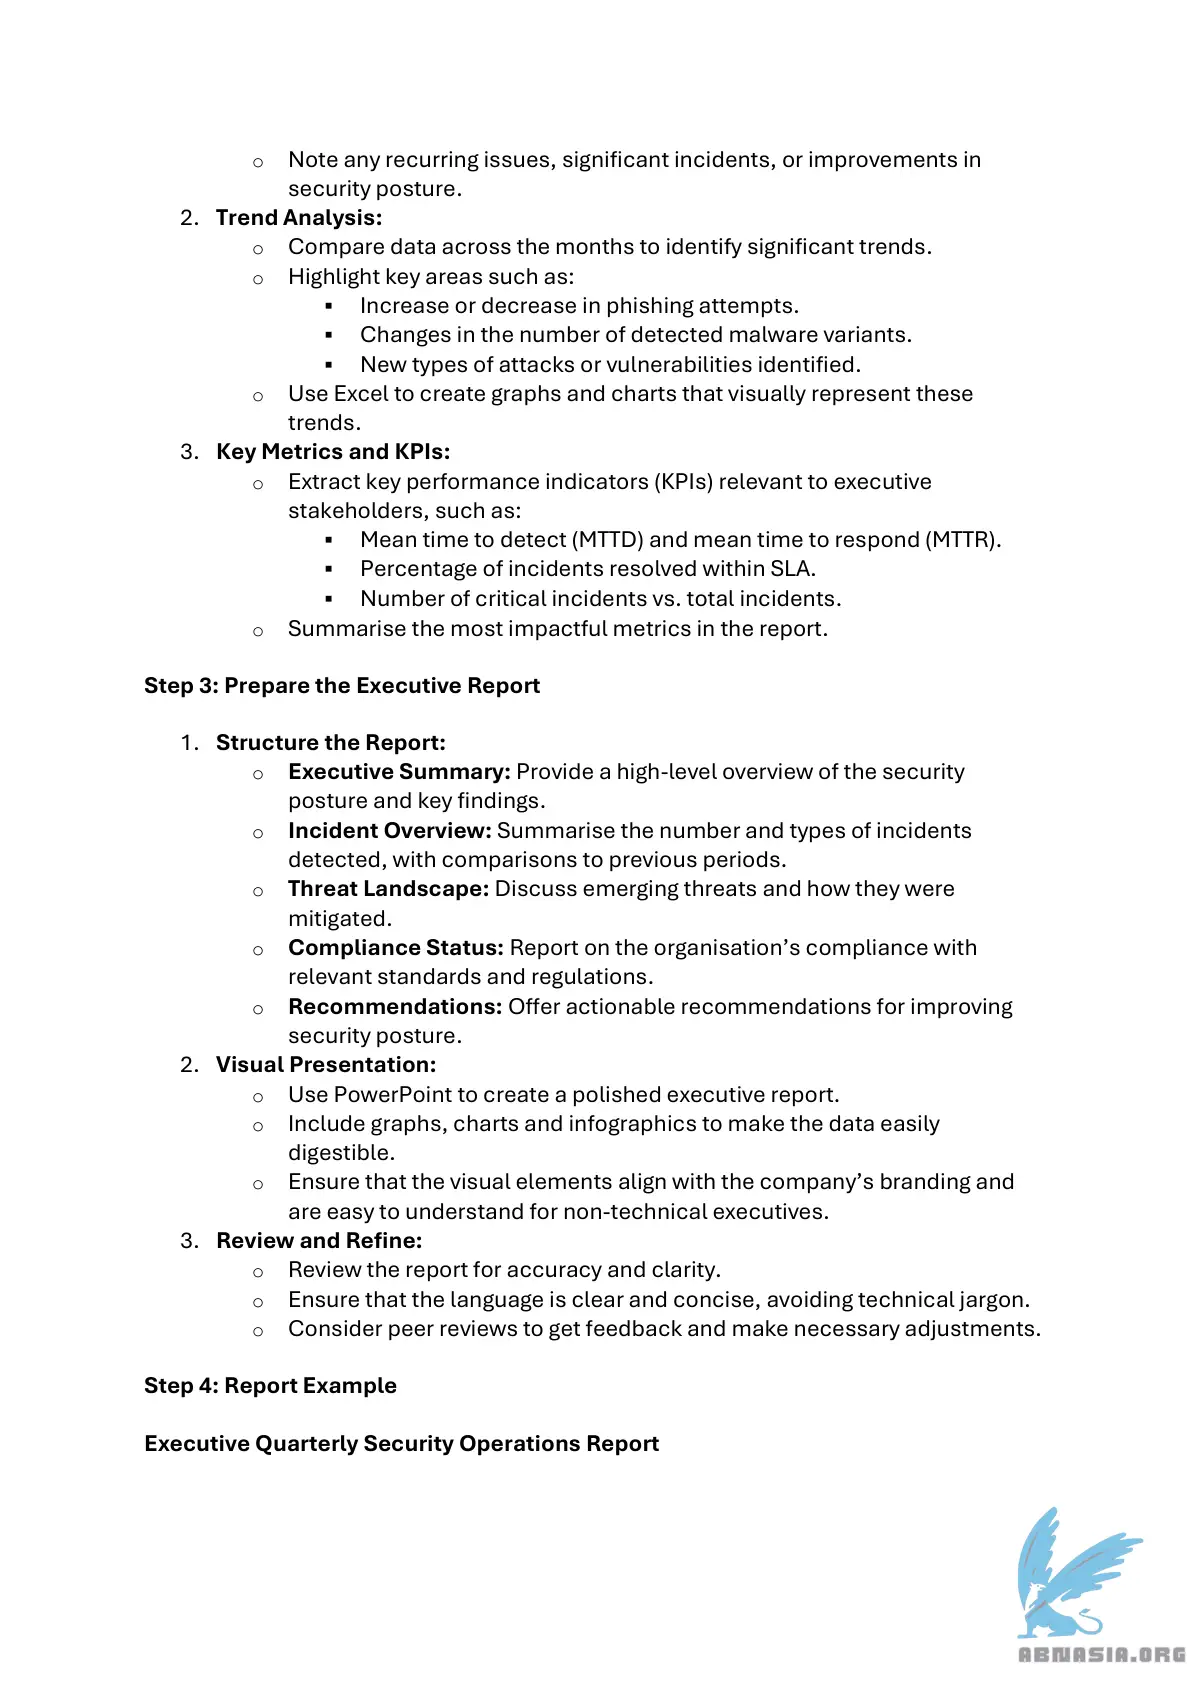 o Note any recurring issues, significant incidents, or improvements in
security posture.
2. Trend Analysis:
o Compare data across the months to identify significant trends.
o Highlight key areas such as:
▪ Increase or decrease in phishing attempts.
▪ Changes in the number of detected malware variants.
▪ New types of attacks or vulnerabilities identified.
o Use Excel to create graphs and charts that visually represent these
trends.
3. Key Metrics and KPIs:
o Extract key performance indicators (KPIs) relevant to executive
stakeholders, such as:
▪ Mean time to detect (MTTD) and mean time to respond (MTTR).
▪ Percentage of incidents resolved within SLA.
▪ Number of critical incidents vs. total incidents.
o Summarise the most impactful metrics in the report.
Step 3: Prepare the Executive Report
1. Structure the Report:
o Executive Summary: Provide a high-level overview of the security
posture and key findings.
o Incident Overview: Summarise the number and types of incidents
detected, with comparisons to previous periods.
o Threat Landscape: Discuss emerging threats and how they were
mitigated.
o Compliance Status: Report on the organisation’s compliance with
relevant standards and regulations.
o Recommendations: Offer actionable recommendations for improving
security posture.
2. Visual Presentation:
o Use PowerPoint to create a polished executive report.
o Include graphs, charts and infographics to make the data easily
digestible.
o Ensure that the visual elements align with the company’s branding and
are easy to understand for non-technical executives.
3. Review and Refine:
o Review the report for accuracy and clarity.
o Ensure that the language is clear and concise, avoiding technical jargon.
o Consider peer reviews to get feedback and make necessary adjustments.
Step 4: Report Example
Executive Quarterly Security Operations Report
ABNASIA.ORG